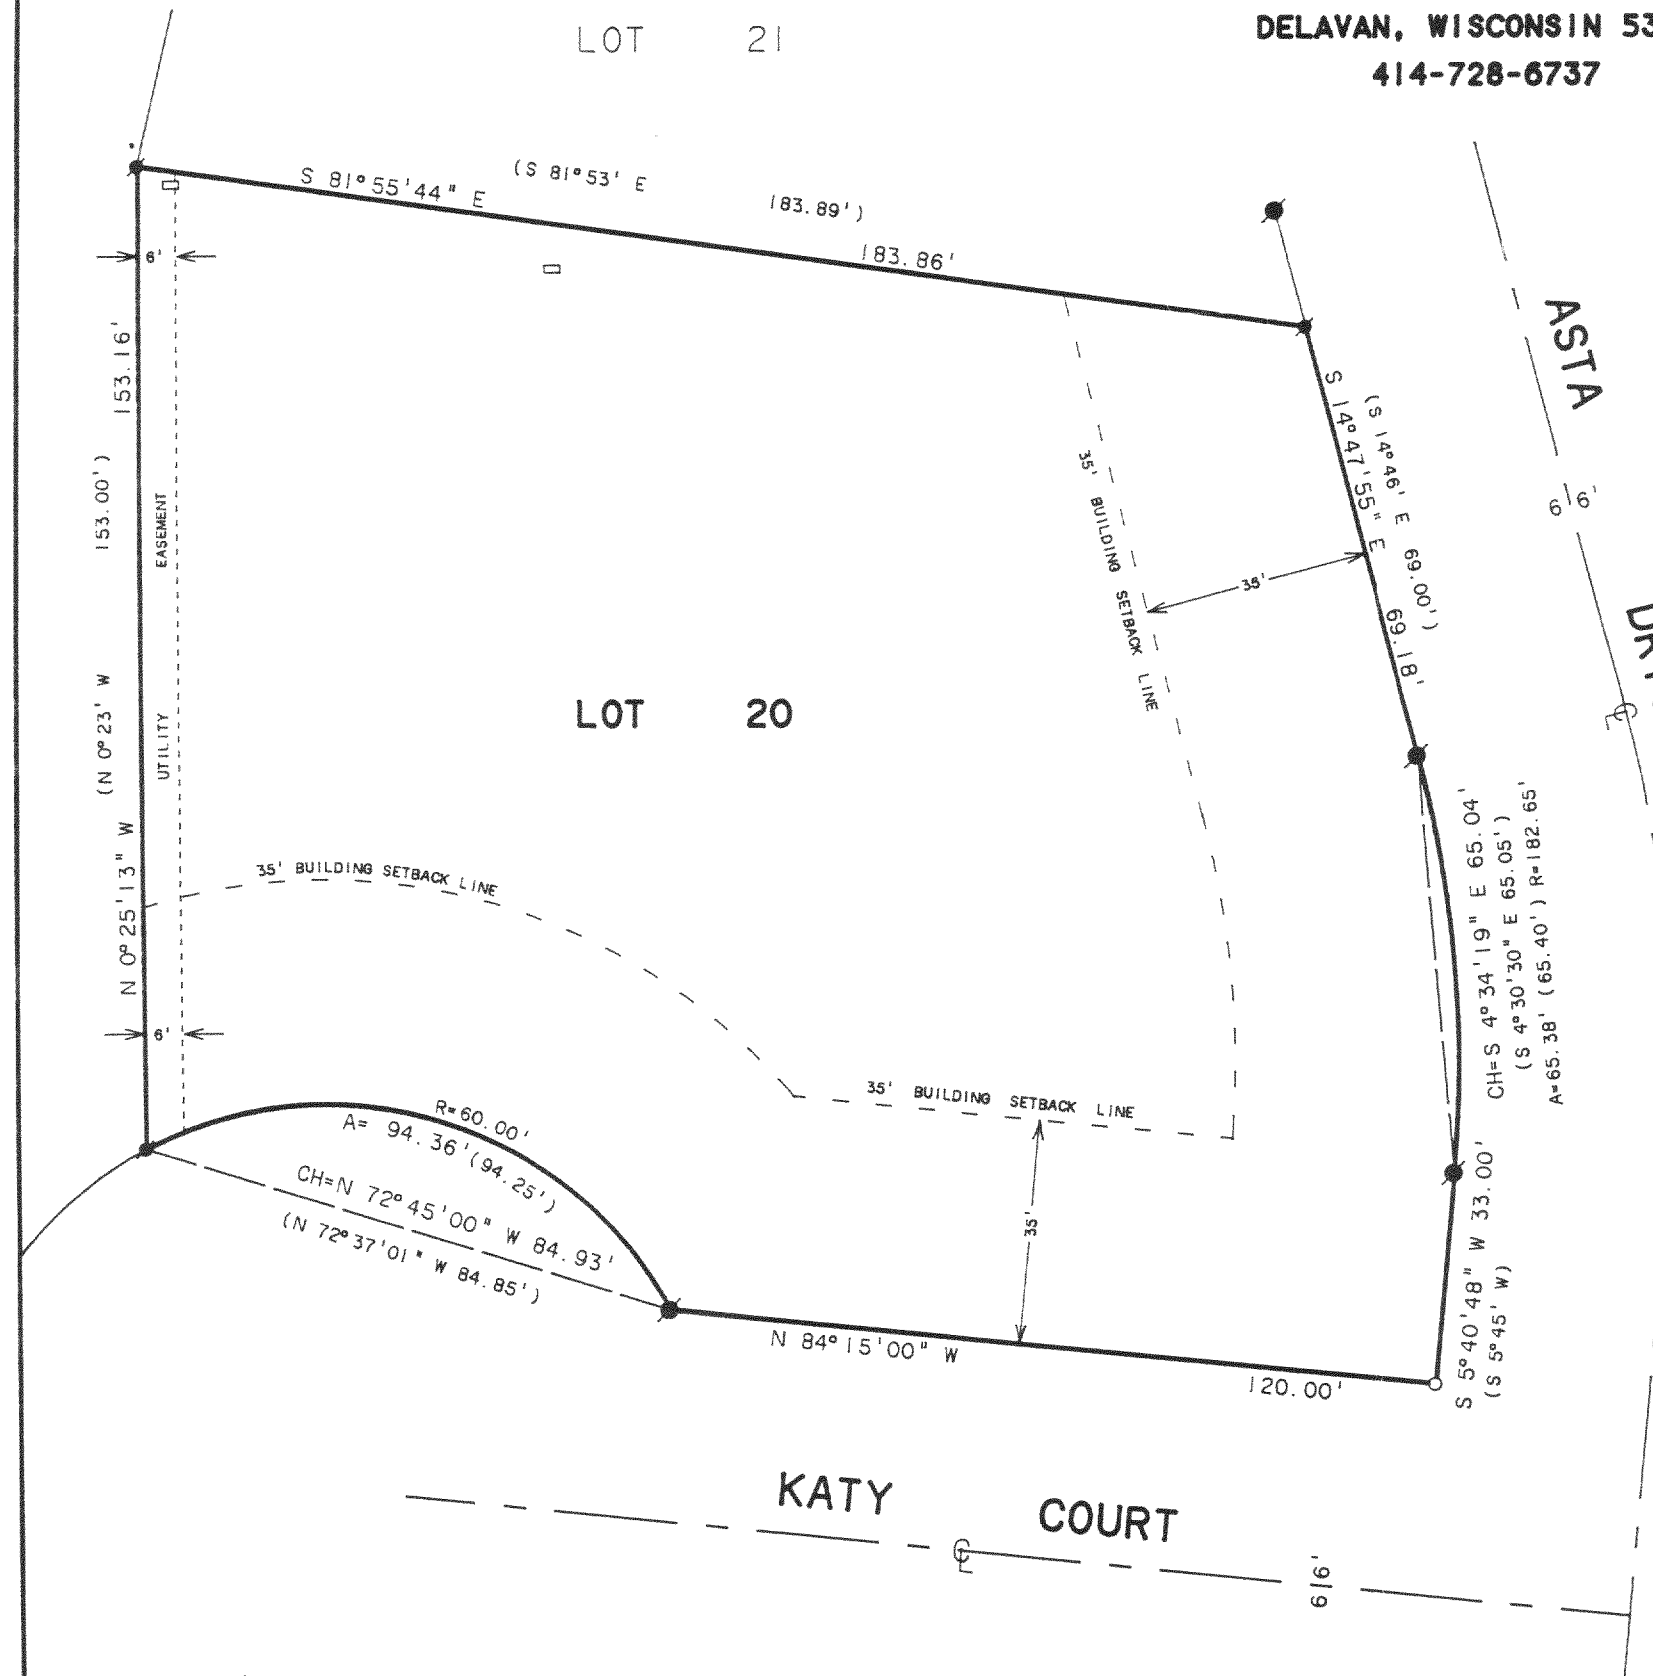 LOT 21
DELAVAN, WISCONSIN 53
414-728-6737
S 81°55'44" E 183.86'
(S 81°53' E 183.89')
6'
N 0°25'13" W 153.16'
(N 0°23' W 153.00')
UTILITY EASEMENT
6'
LOT 20
35' BUILDING SETBACK LINE
35'
S 14°47'55" E 69.18'
(S 14°46' E 69.00')
ASTA
66'
CH=S 4°34'19" E 65.04'
(S 4°30'30" E 65.05')
A=65.38' (65.40') R=182.65'
35' BUILDING SETBACK LINE
35' BUILDING SETBACK LINE
35'
R=60.00'
A= 94.36'(94.25')
CH=N 72°45'00" W 84.93'
(N 72°37'01" W 84.85')
S 5°40'48" W 33.00'
(S 5°45' W)
N 84°15'00" W 120.00'
KATY COURT
66'